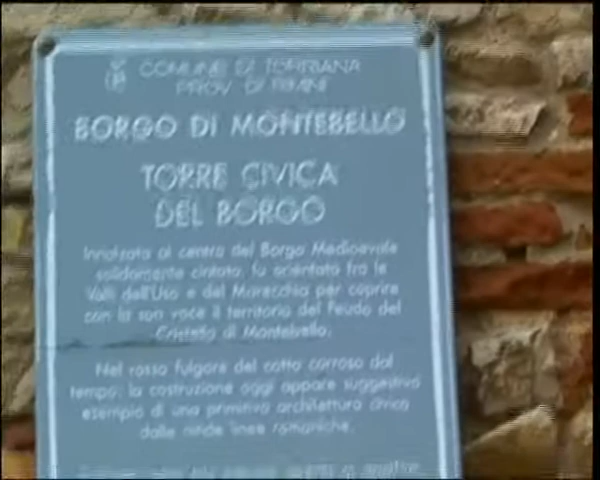 COMUNE DI TORRIANA
PROV. DI RIMINI
BORGO DI MONTEBELLO
TORRE CIVICA
DEL BORGO
Innalzata al centro del Borgo Medioevale
solidamente cintato, fu orientata fra le
Valli dell'Uso e del Marecchia per coprire
con la sua voce il territorio del Feudo del
Castello di Montebello.
Nel rosso fulgore del cotto corroso dal
tempo; la costruzione oggi appare suggestivo
esempio di una primitiva architettura civica
dalle nitide linee romaniche.